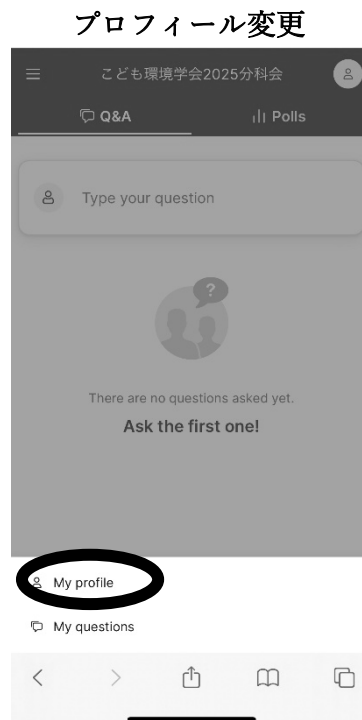 プロフィール変更
こども環境学会2025分科会
Q&A Polls
Type your question
?
There are no questions asked yet.
Ask the first one!
My profile
My questions